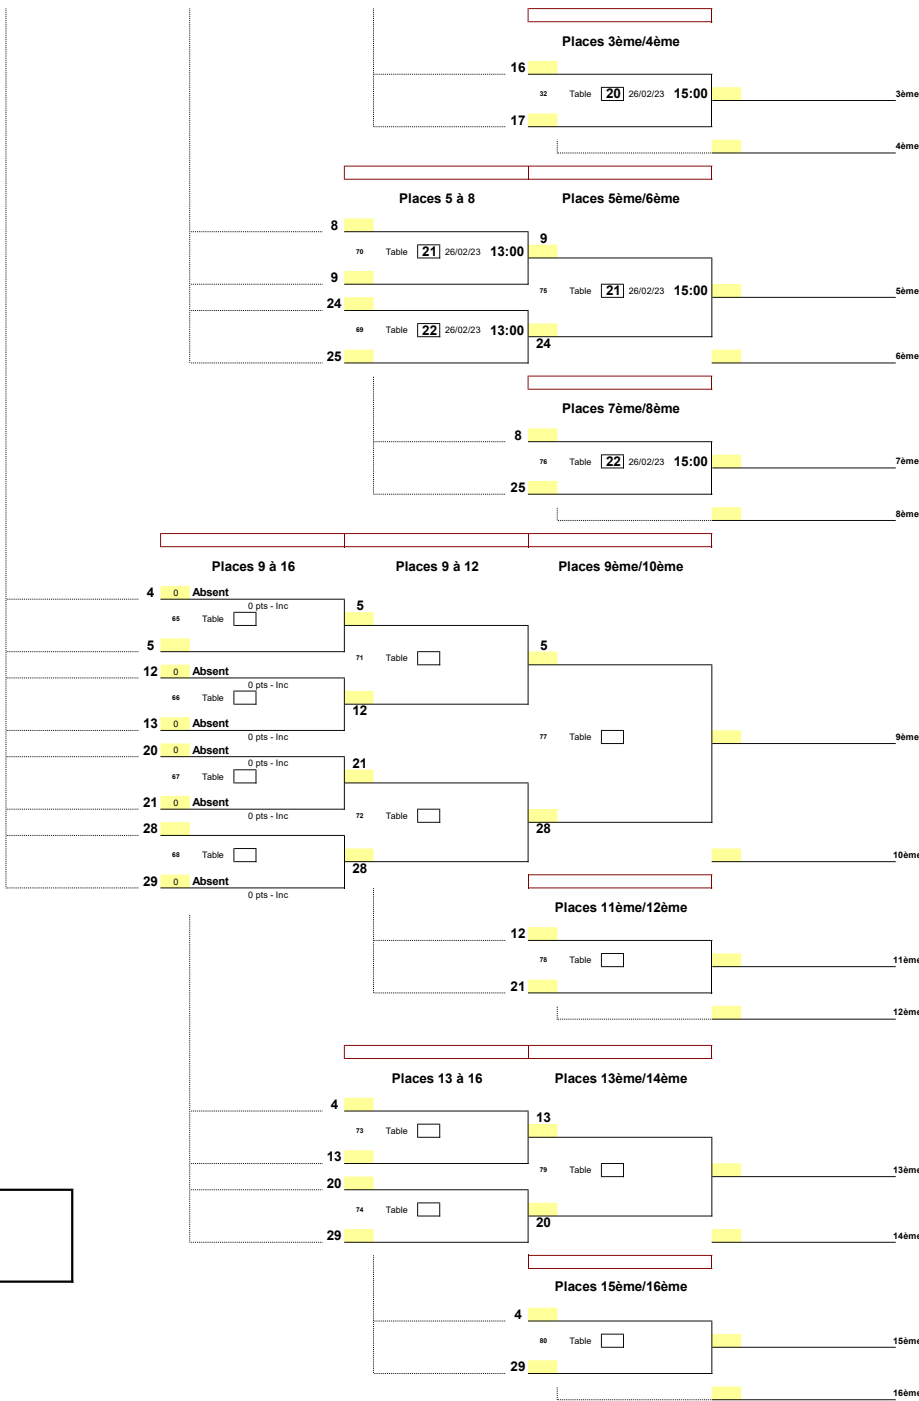 Places 3ème/4ème
16
32 Table 20 26/02/23 15:00
3ème
17
4ème
Places 5 à 8 Places 5ème/6ème
8
9
70 Table 21 26/02/23 13:00
9
75 Table 21 26/02/23 15:00
5ème
24
69 Table 22 26/02/23 13:00
24
25
6ème
Places 7ème/8ème
8
76 Table 22 26/02/23 15:00
7ème
25
8ème
Places 9 à 16 Places 9 à 12 Places 9ème/10ème
4 0 Absent
0 pts - Inc
5
65 Table
5
5
71 Table
12 0 Absent
0 pts - Inc
66 Table
12
13 0 Absent
0 pts - Inc
77 Table
9ème
20 0 Absent
0 pts - Inc
21
67 Table
21 0 Absent
0 pts - Inc
72 Table
28
28
68 Table
10ème
28
29 0 Absent
0 pts - Inc
Places 11ème/12ème
12
78 Table
11ème
21
12ème
Places 13 à 16 Places 13ème/14ème
4
13
73 Table
13
79 Table
13ème
20
74 Table
20
29
14ème
Places 15ème/16ème
4
80 Table
15ème
29
16ème